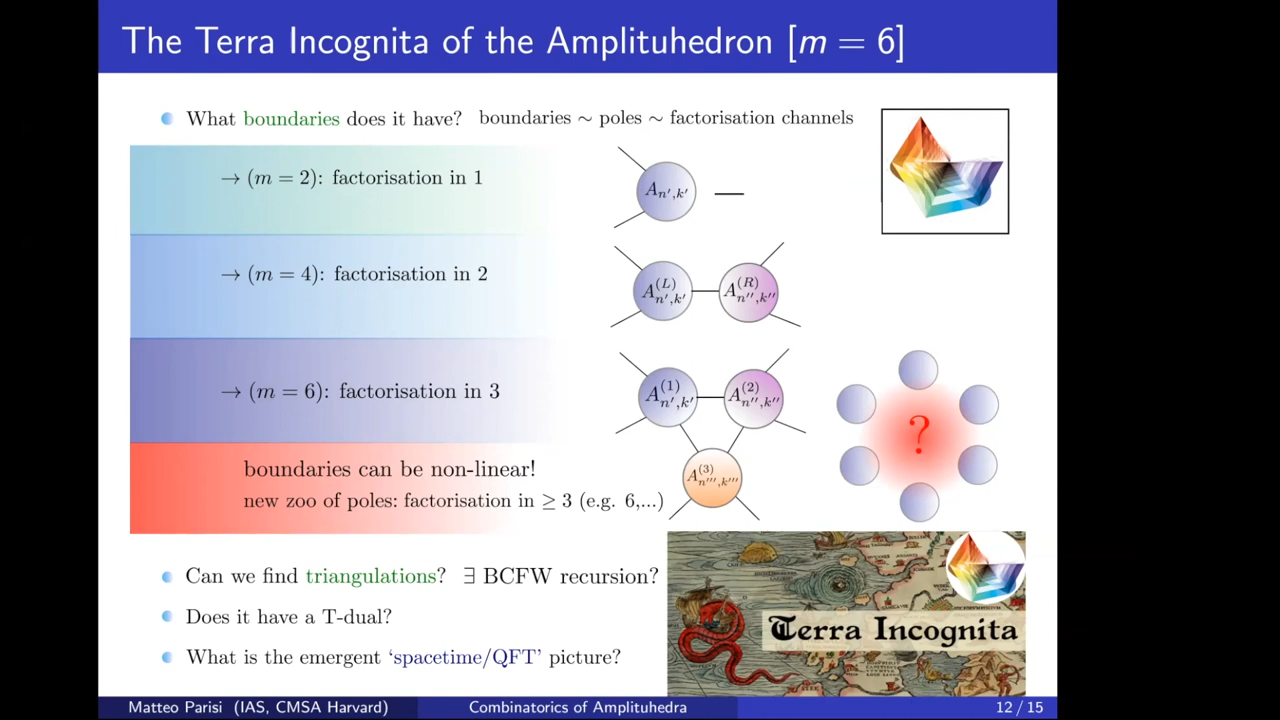 The Terra Incognita of the Amplituhedron [m = 6]
What boundaries does it have? boundaries ∼ poles ∼ factorisation channels
→ (m = 2): factorisation in 1
A_{n′,k′}
→ (m = 4): factorisation in 2
A^{(L)}_{n′,k′} A^{(R)}_{n′′,k′′}
→ (m = 6): factorisation in 3
A^{(1)}_{n′,k′} A^{(2)}_{n′′,k′′}
?
boundaries can be non-linear!
A^{(3)}_{n′′′,k′′′}
new zoo of poles: factorisation in ≥ 3 (e.g. 6,...)
Can we find triangulations? ∃ BCFW recursion?
Does it have a T-dual?
Terra Incognita
What is the emergent ‘spacetime/QFT’ picture?
Matteo Parisi (IAS, CMSA Harvard) Combinatorics of Amplituhedra 12 / 15